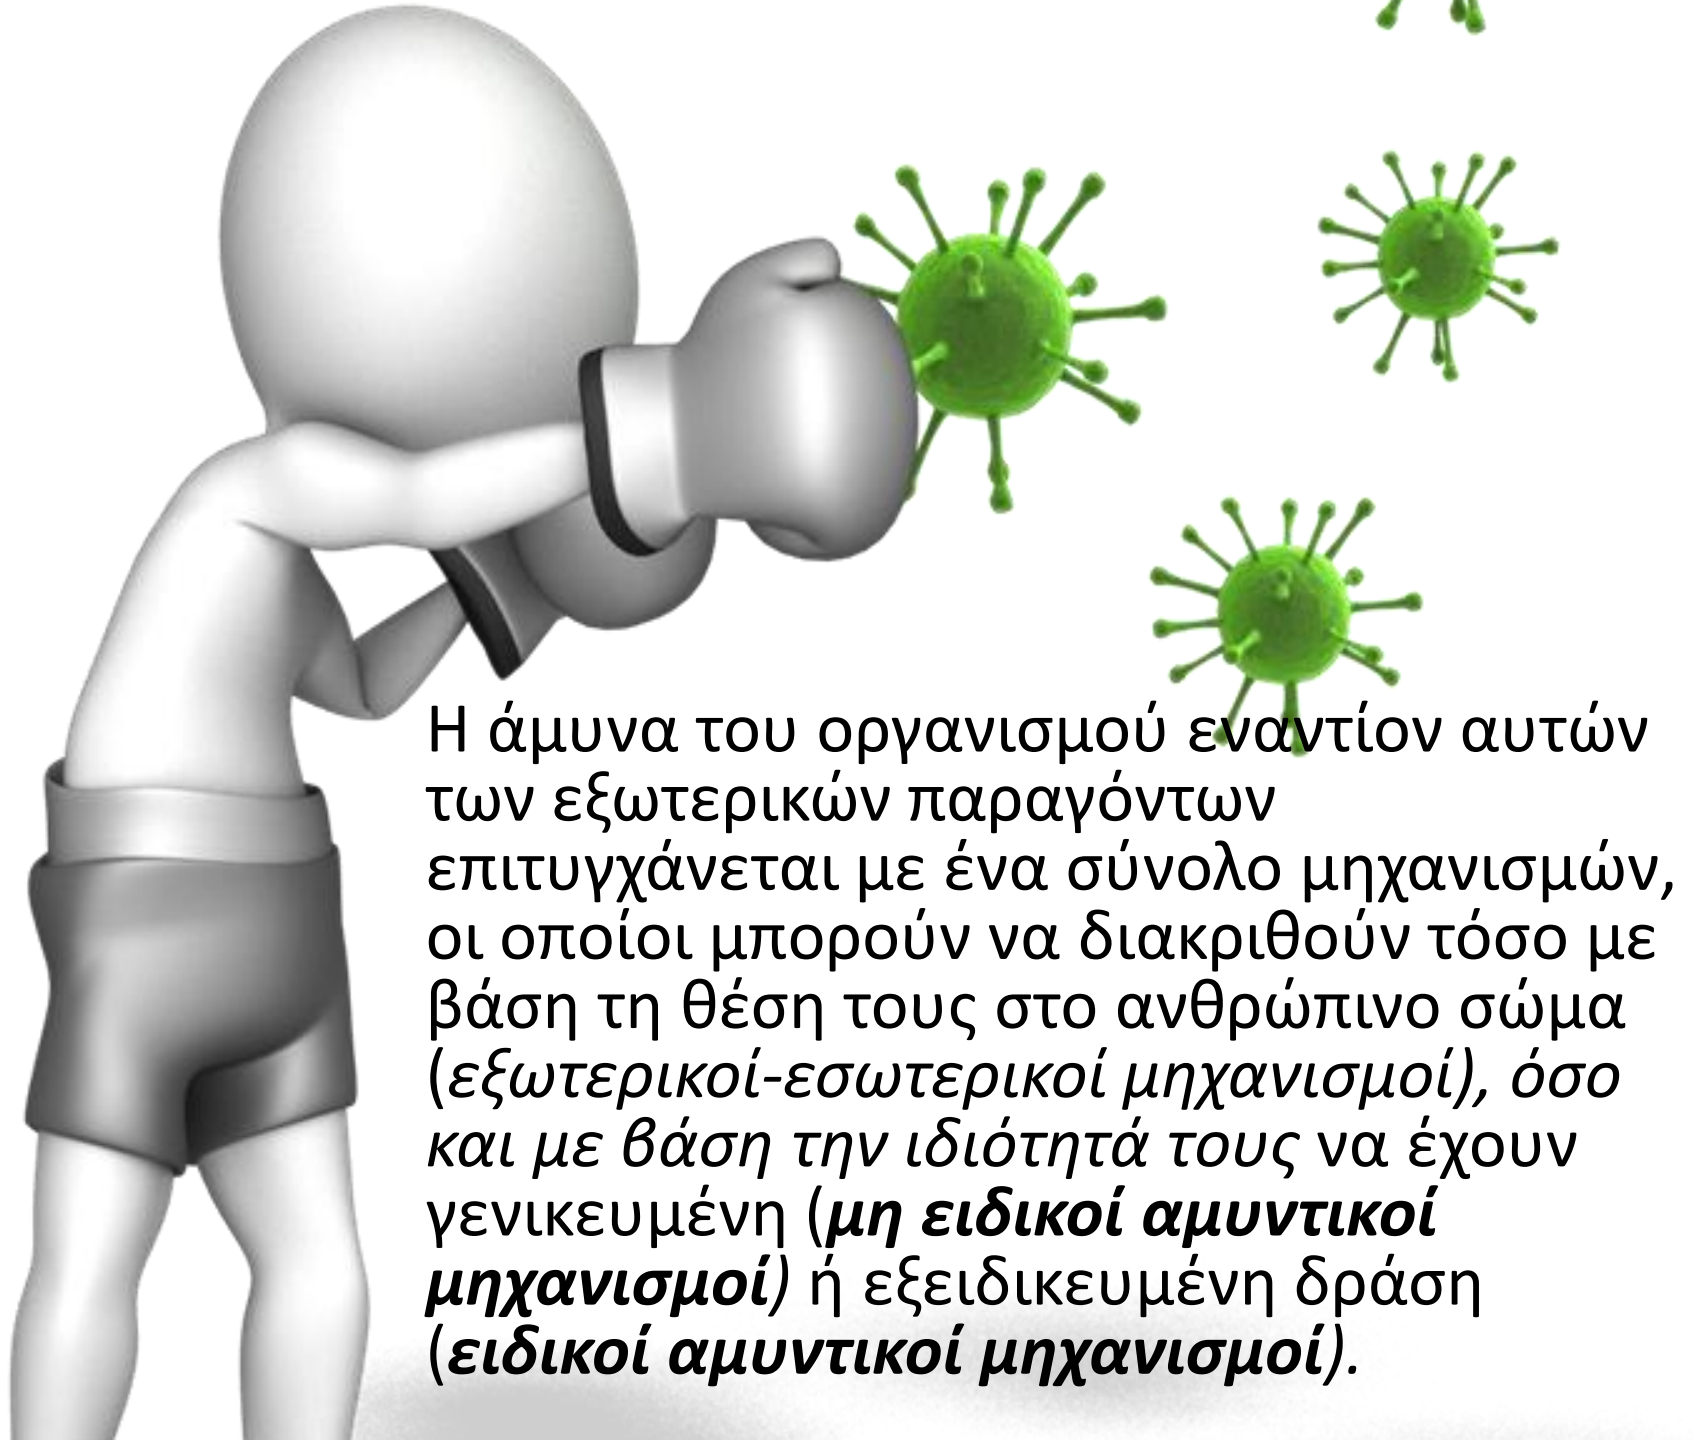 Η άμυνα του οργανισμού εναντίον αυτών
των εξωτερικών παραγόντων
επιτυγχάνεται με ένα σύνολο μηχανισμών,
οι οποίοι μπορούν να διακριθούν τόσο με
βάση τη θέση τους στο ανθρώπινο σώμα
(εξωτερικοί-εσωτερικοί μηχανισμοί), όσο
και με βάση την ιδιότητά τους να έχουν
γενικευμένη (μη ειδικοί αμυντικοί
μηχανισμοί) ή εξειδικευμένη δράση
(ειδικοί αμυντικοί μηχανισμοί).